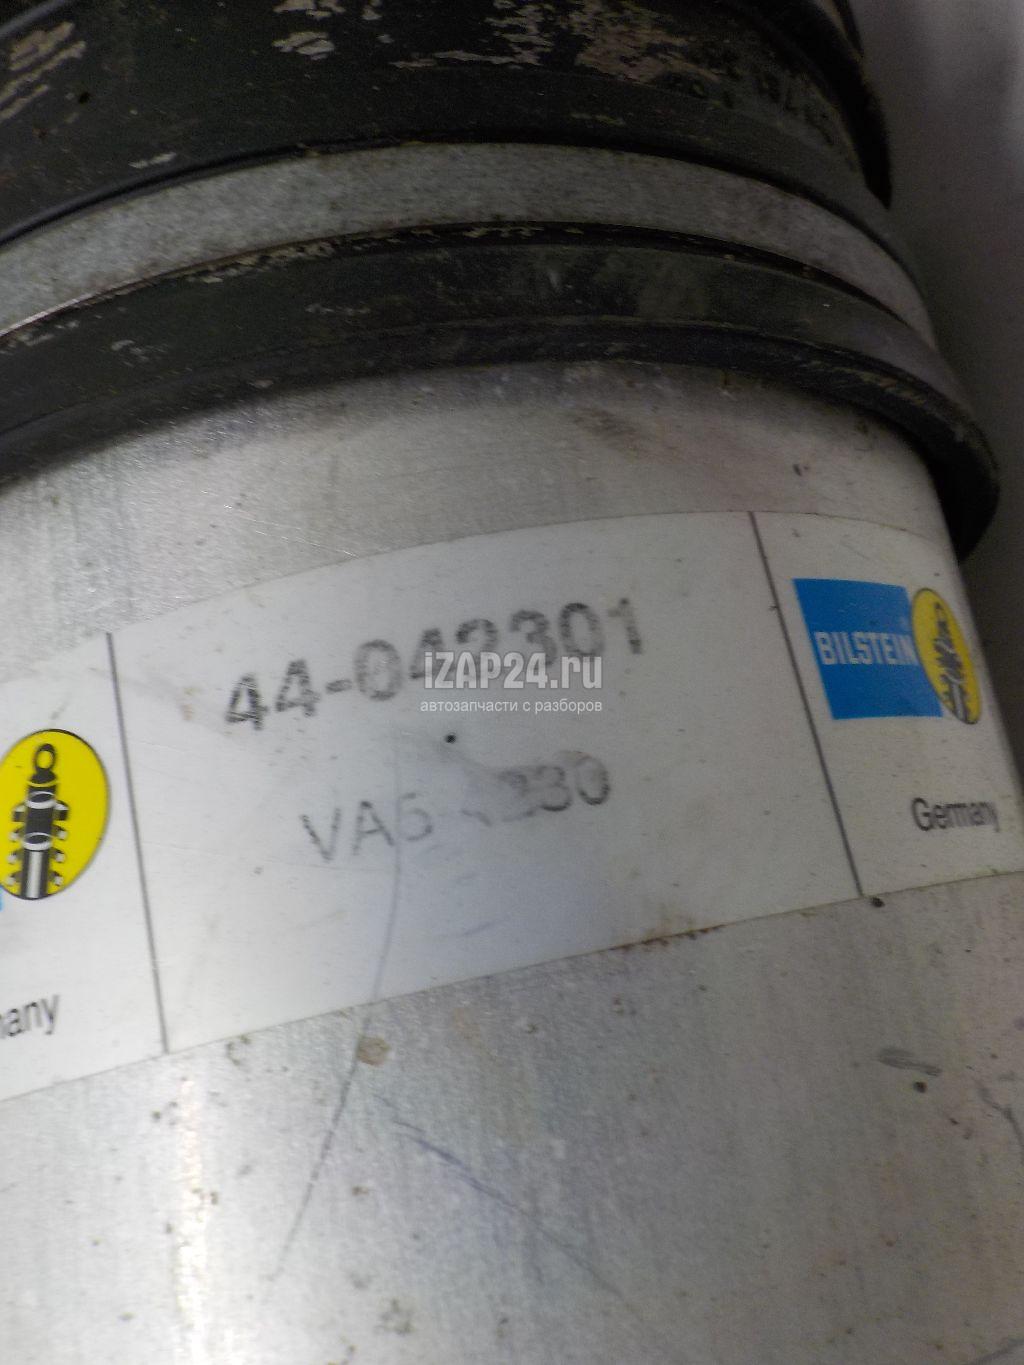 44-042301
iZAP24.ru
автозапчасти с разборов
BILSTEIN
Germany
many